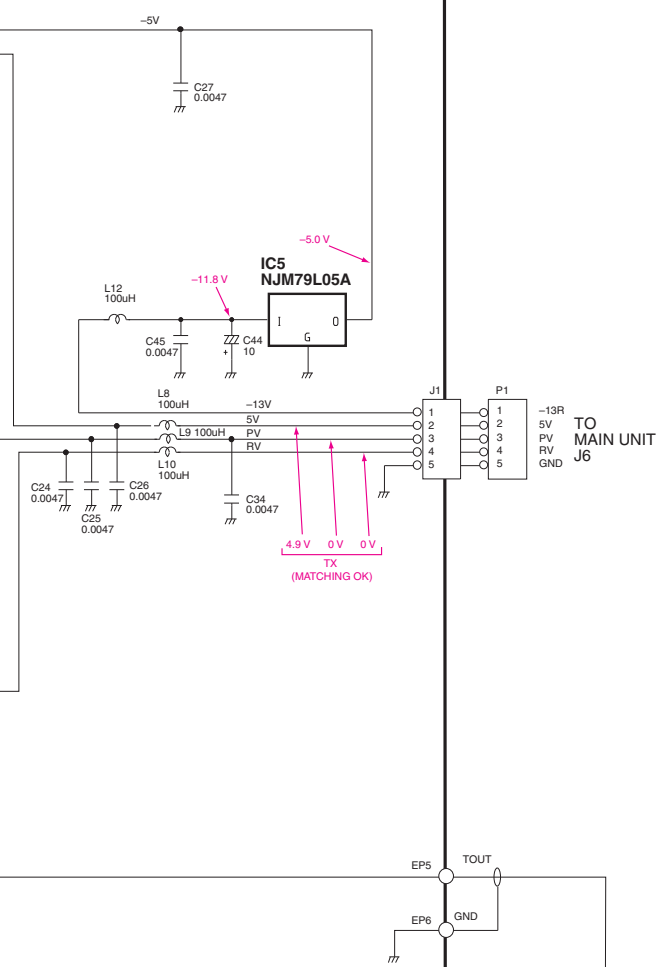 −5V
C27
0.0047
−5.0 V
IC5
NJM79L05A
−11.8 V
L12
100uH
I
O
G
C45
0.0047
C44
10
+
L8
100uH
−13V
5V
L9 100uH
PV
RV
L10
100uH
J1
1
2
3
4
5
P1
1
2
3
4
5
−13R
5V
PV
RV
GND
TO
MAIN UNIT
J6
C24
0.0047
C25
0.0047
C26
0.0047
C34
0.0047
4.9 V
0 V
0 V
TX
(MATCHING OK)
EP5
TOUT
EP6
GND